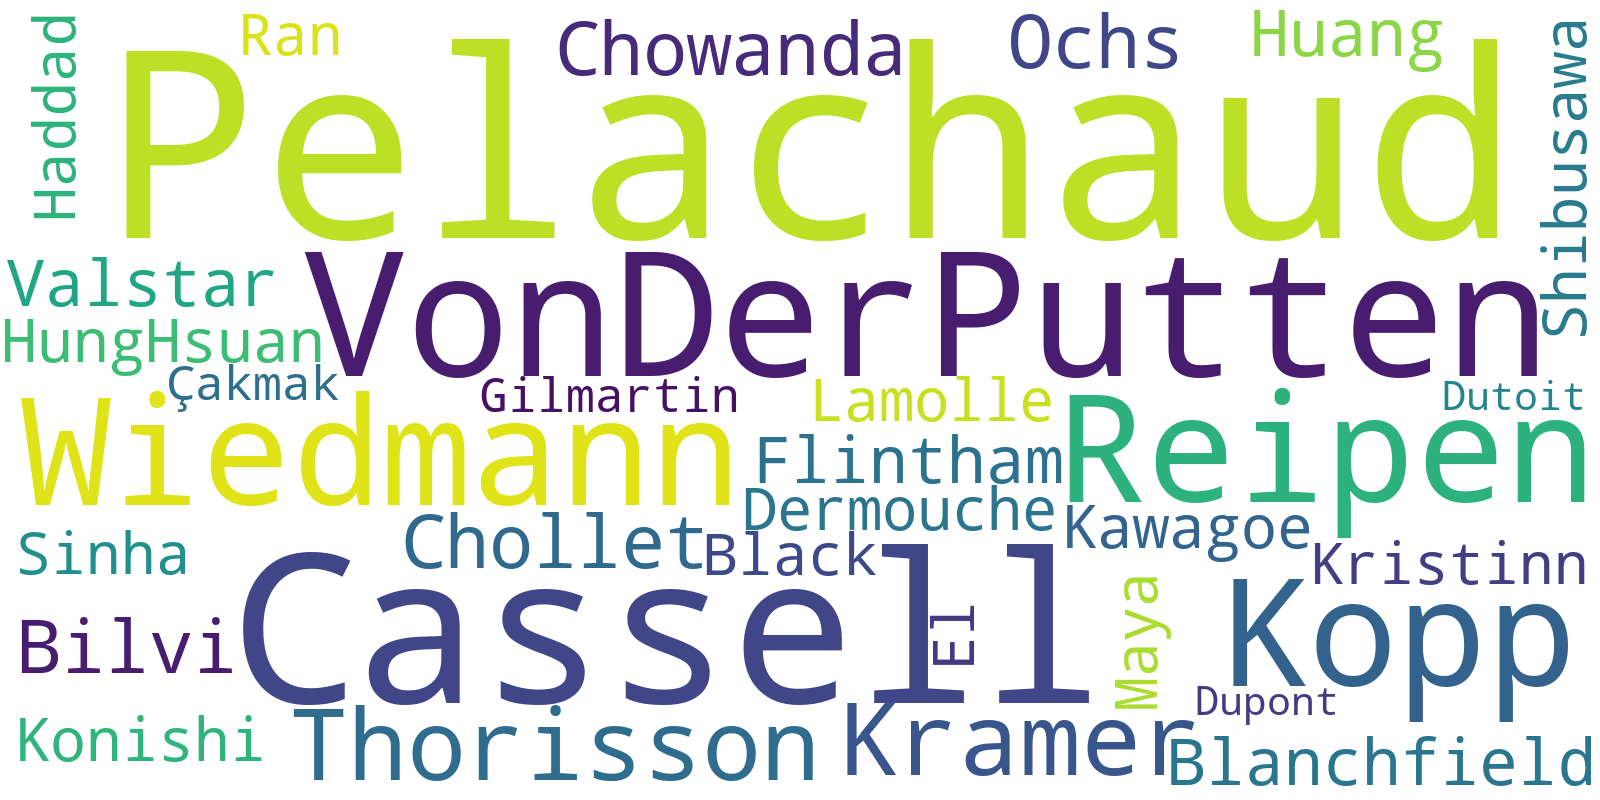 Haddad
Ran
Chowanda
Ochs
Huang
Shibusawa
Pelachaud
Valstar
VonDerPutten
HungHsuan
Çakmak
Gilmartin
Lamolle
Dutoit
Wiedmann
Reipen
Flintham
Dermouche
Kawagoe
Sinha
Chollet
Black
Kristinn
Cassell
El
Maya
Kopp
Bilvi
Dupont
Konishi
Thorisson
Kramer
Blanchfield